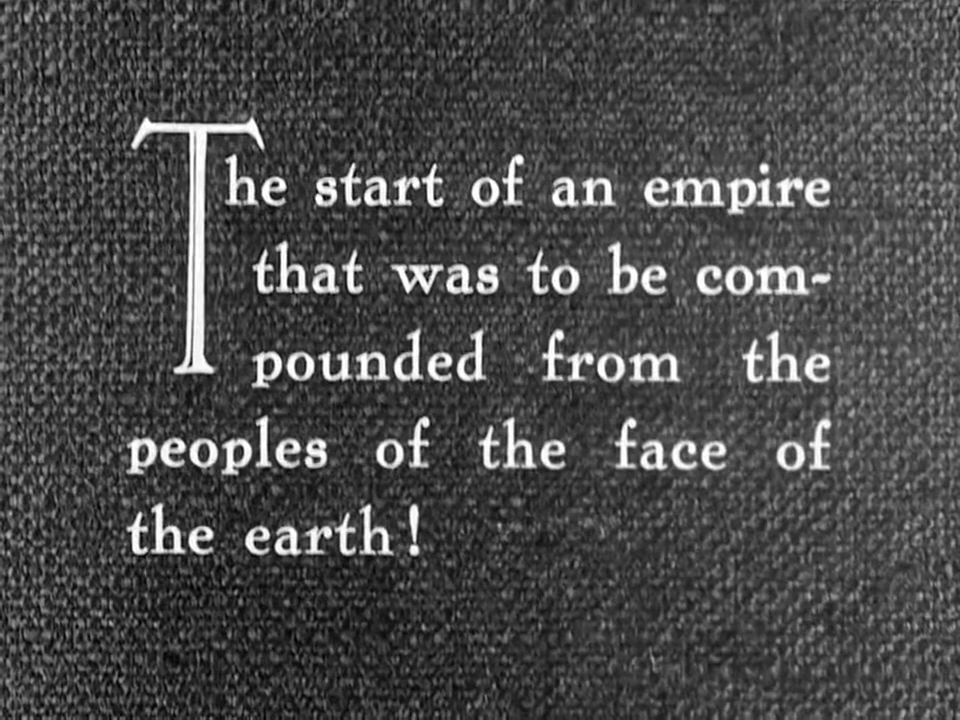 The start of an empire
that was to be com-
pounded from the
peoples of the face of
the earth!